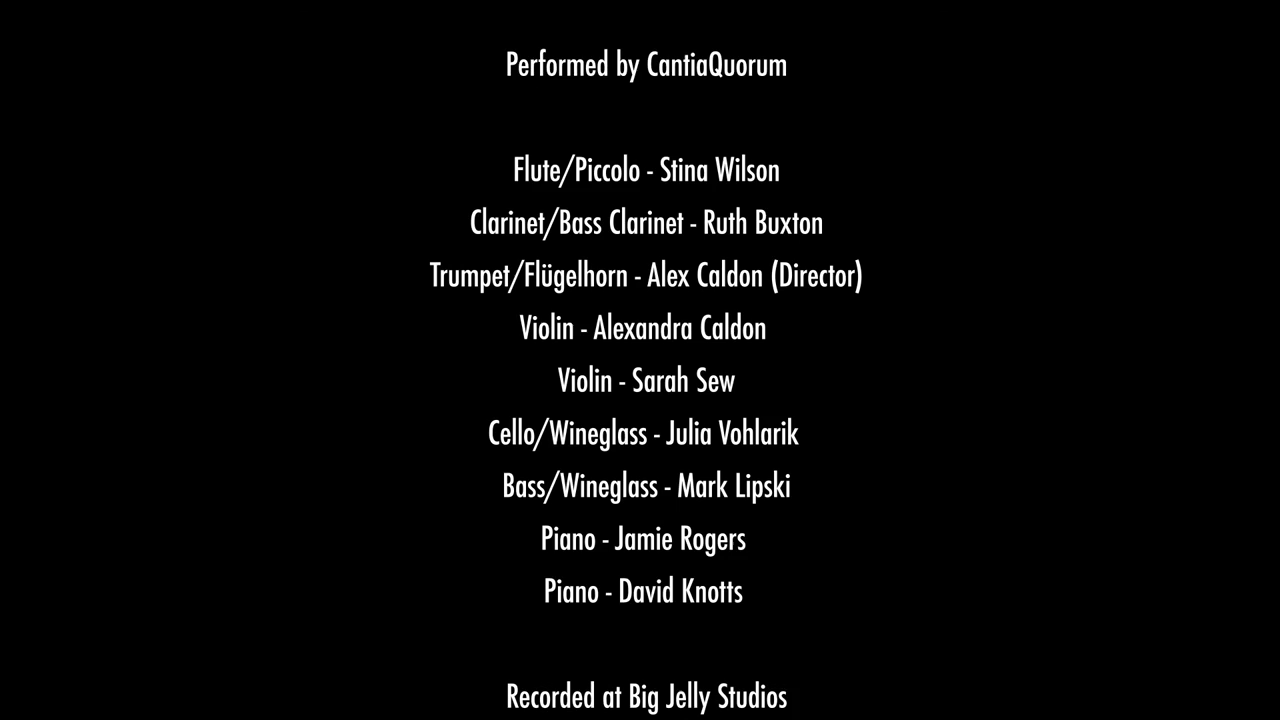 Performed by CantiaQuorum
Flute/Piccolo - Stina Wilson
Clarinet/Bass Clarinet - Ruth Buxton
Trumpet/Flügelhorn - Alex Caldon (Director)
Violin - Alexandra Caldon
Violin - Sarah Sew
Cello/Wineglass - Julia Vohlarik
Bass/Wineglass - Mark Lipski
Piano - Jamie Rogers
Piano - David Knotts
Recorded at Big Jelly Studios